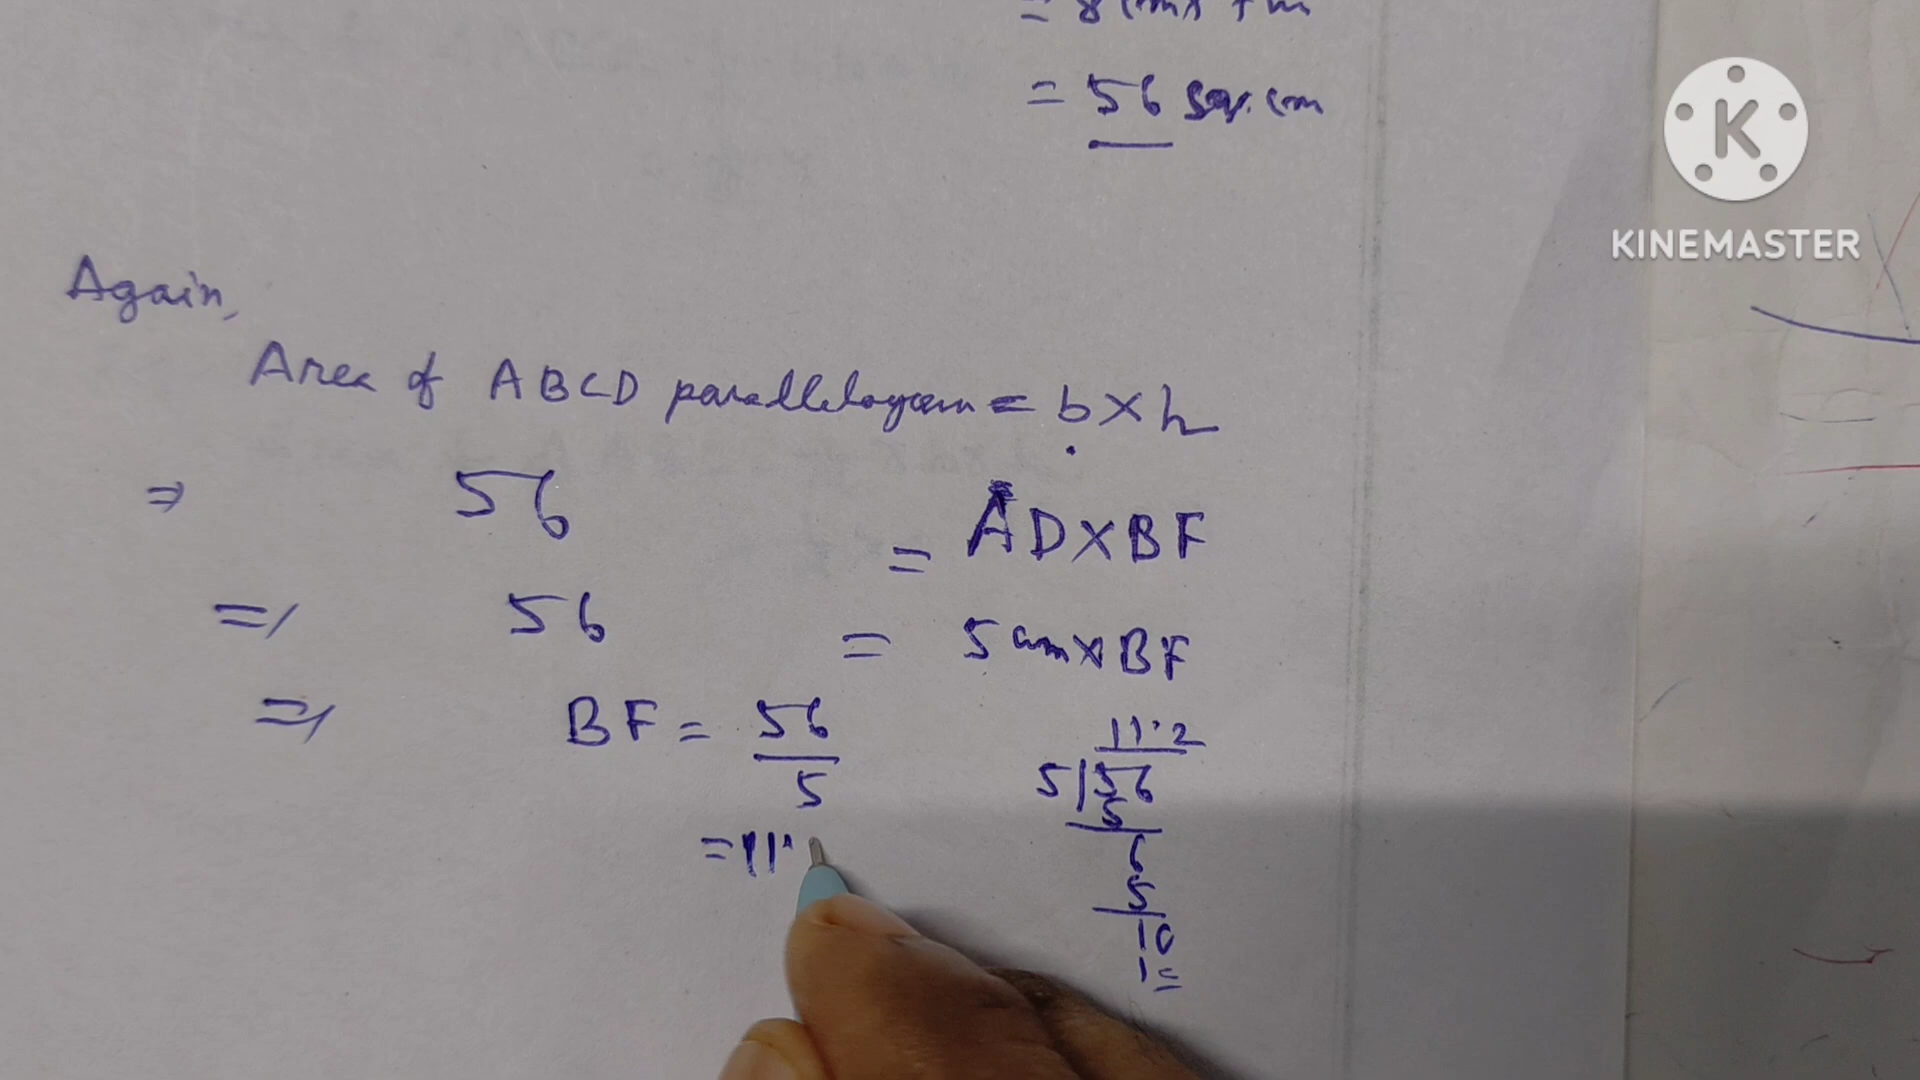 = 56 sq. cm
K
KINEMASTER
Again,
Area of ABCD parallelogram = b × h
⇒ 56 = AD × BF
⇒ 56 = 5 cm × BF
⇒ BF = 56/5
= 11.
11.2
5 | 56
5
6
5
10
10